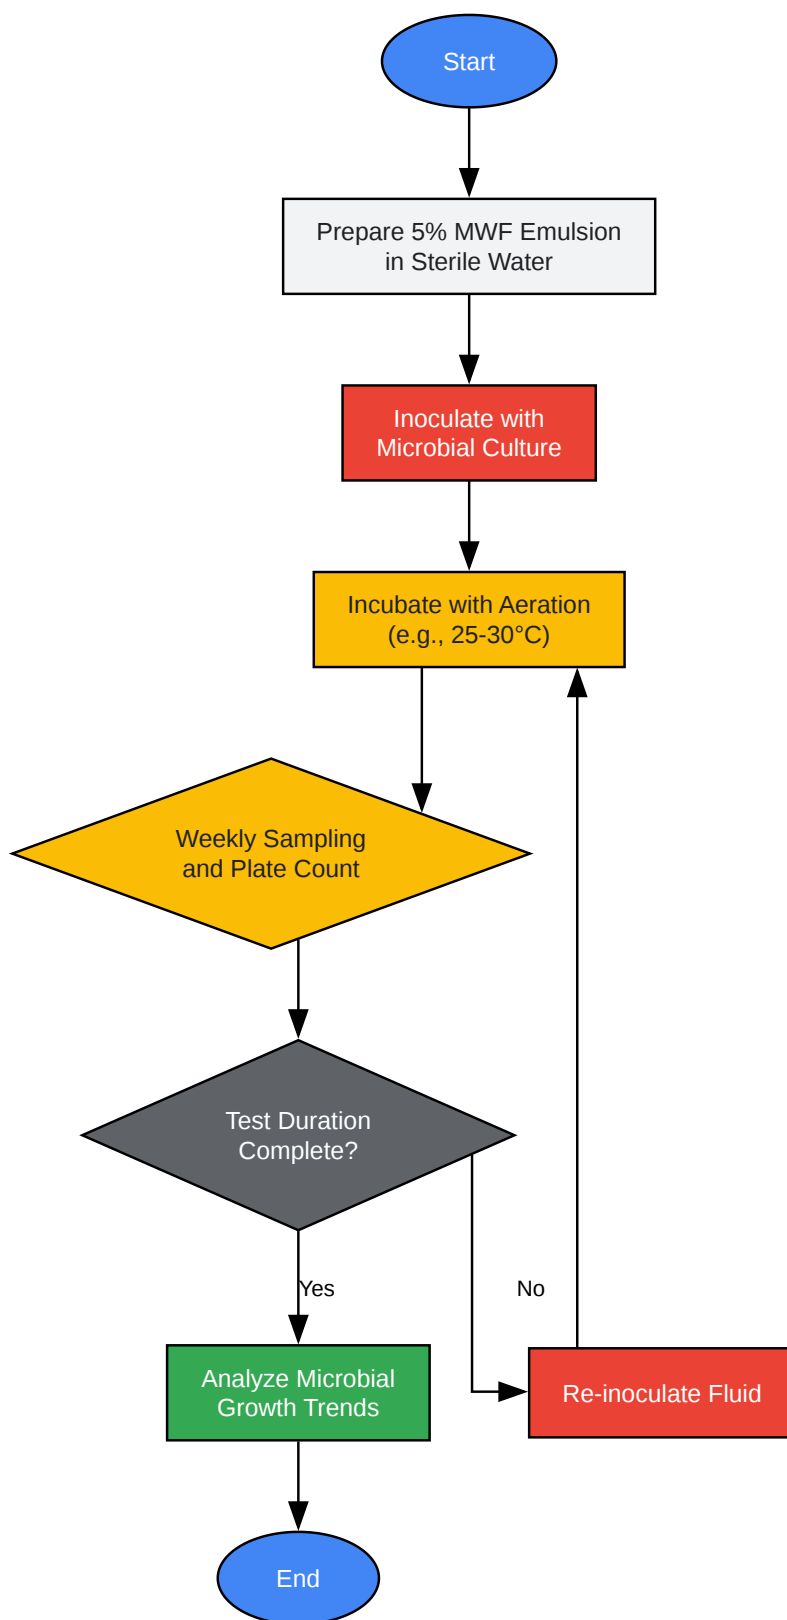 Start
Prepare 5% MWF Emulsion
in Sterile Water
Inoculate with
Microbial Culture
Incubate with Aeration
(e.g., 25-30°C)
Weekly Sampling
and Plate Count
Test Duration
Complete?
Yes
No
Analyze Microbial
Growth Trends
Re-inoculate Fluid
End